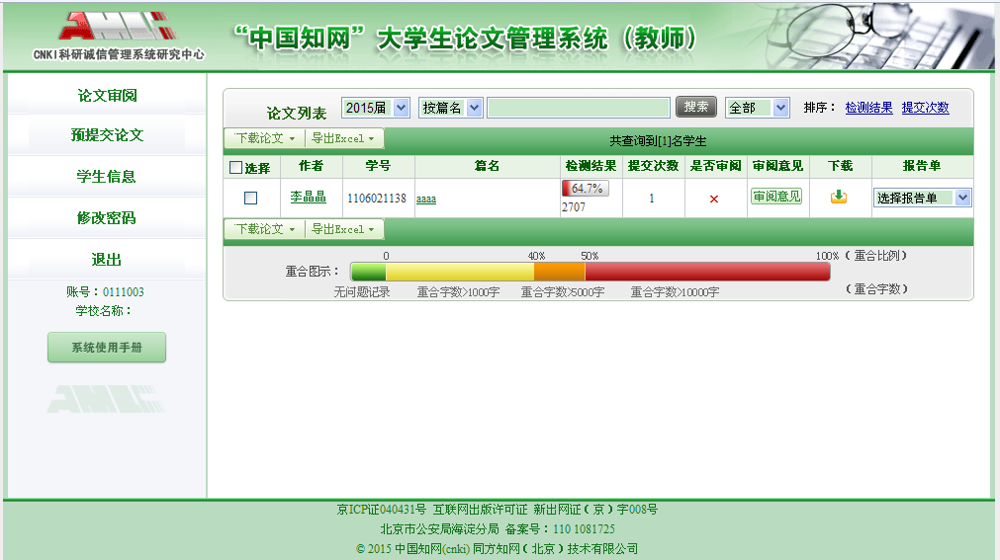 CNKI科研诚信管理系统研究中心
“中国知网”大学生论文管理系统（教师）
论文审阅
预提交论文
学生信息
修改密码
退出
账号：0111003
学校名称：
系统使用手册
论文列表 2015届 按篇名 搜索 全部 排序： 检测结果 提交次数
下载论文 导出Excel 共查询到[1]名学生
选择 作者 学号 篇名 检测结果 提交次数 是否审阅 审阅意见 下载 报告单
李晶晶 1106021138 aaaa 64.7% 1 审阅意见 选择报告单
2707
下载论文 导出Excel
0 40% 50% 100% （重合比例）
重合图示：
无问题记录 重合字数>1000字 重合字数>5000字 重合字数>10000字 （重合字数）
京ICP证040431号 互联网出版许可证 新出网证（京）字008号
北京市公安局海淀分局 备案号：110 1081725
© 2015 中国知网(cnki) 同方知网（北京）技术有限公司